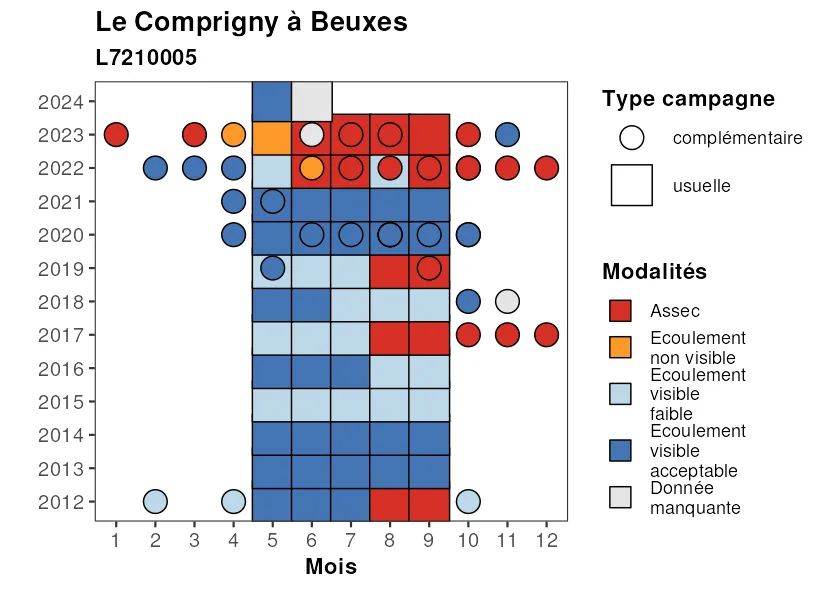 Le Comprigny à Beuxes
L7210005
2024
2023
2022
2021
2020
2019
2018
2017
2016
2015
2014
2013
2012
1 2 3 4 5 6 7 8 9 10 11 12
Mois
Type campagne
complémentaire
usuelle
Modalités
Assec
Ecoulement
non visible
Ecoulement
visible
faible
Ecoulement
visible
acceptable
Donnée
manquante